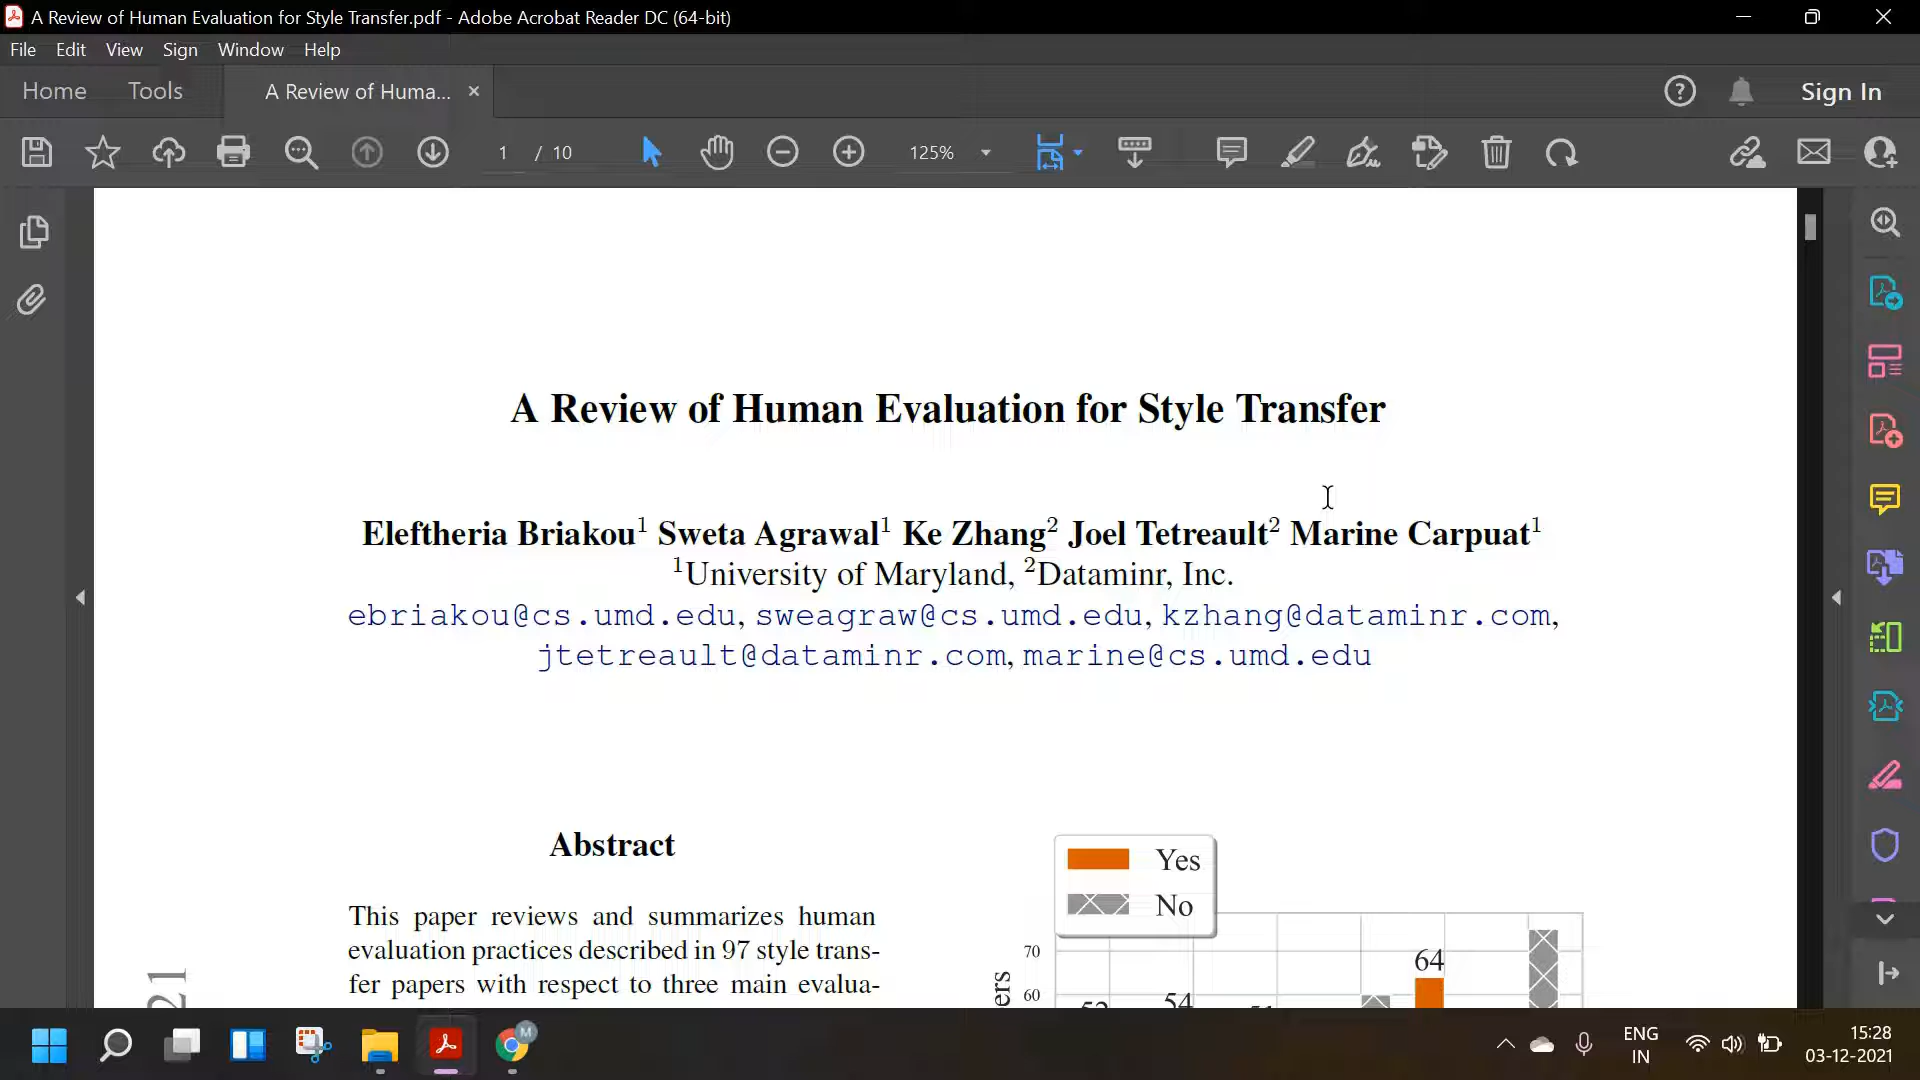 A Review of Human Evaluation for Style Transfer.pdf - Adobe Acrobat Reader DC (64-bit)
File Edit View Sign Window Help
Home Tools A Review of Huma... × Sign In
1 / 10 125%
A Review of Human Evaluation for Style Transfer
Eleftheria Briakou1 Sweta Agrawal1 Ke Zhang2 Joel Tetreault2 Marine Carpuat1
1University of Maryland, 2Dataminr, Inc.
ebriakou@cs.umd.edu, sweagraw@cs.umd.edu, kzhang@dataminr.com,
jtetreault@dataminr.com, marine@cs.umd.edu
Abstract
This paper reviews and summarizes human
evaluation practices described in 97 style trans-
fer papers with respect to three main evalua-
Yes
No
70
64
60
54
21
M
ENG
IN
15:28
03-12-2021